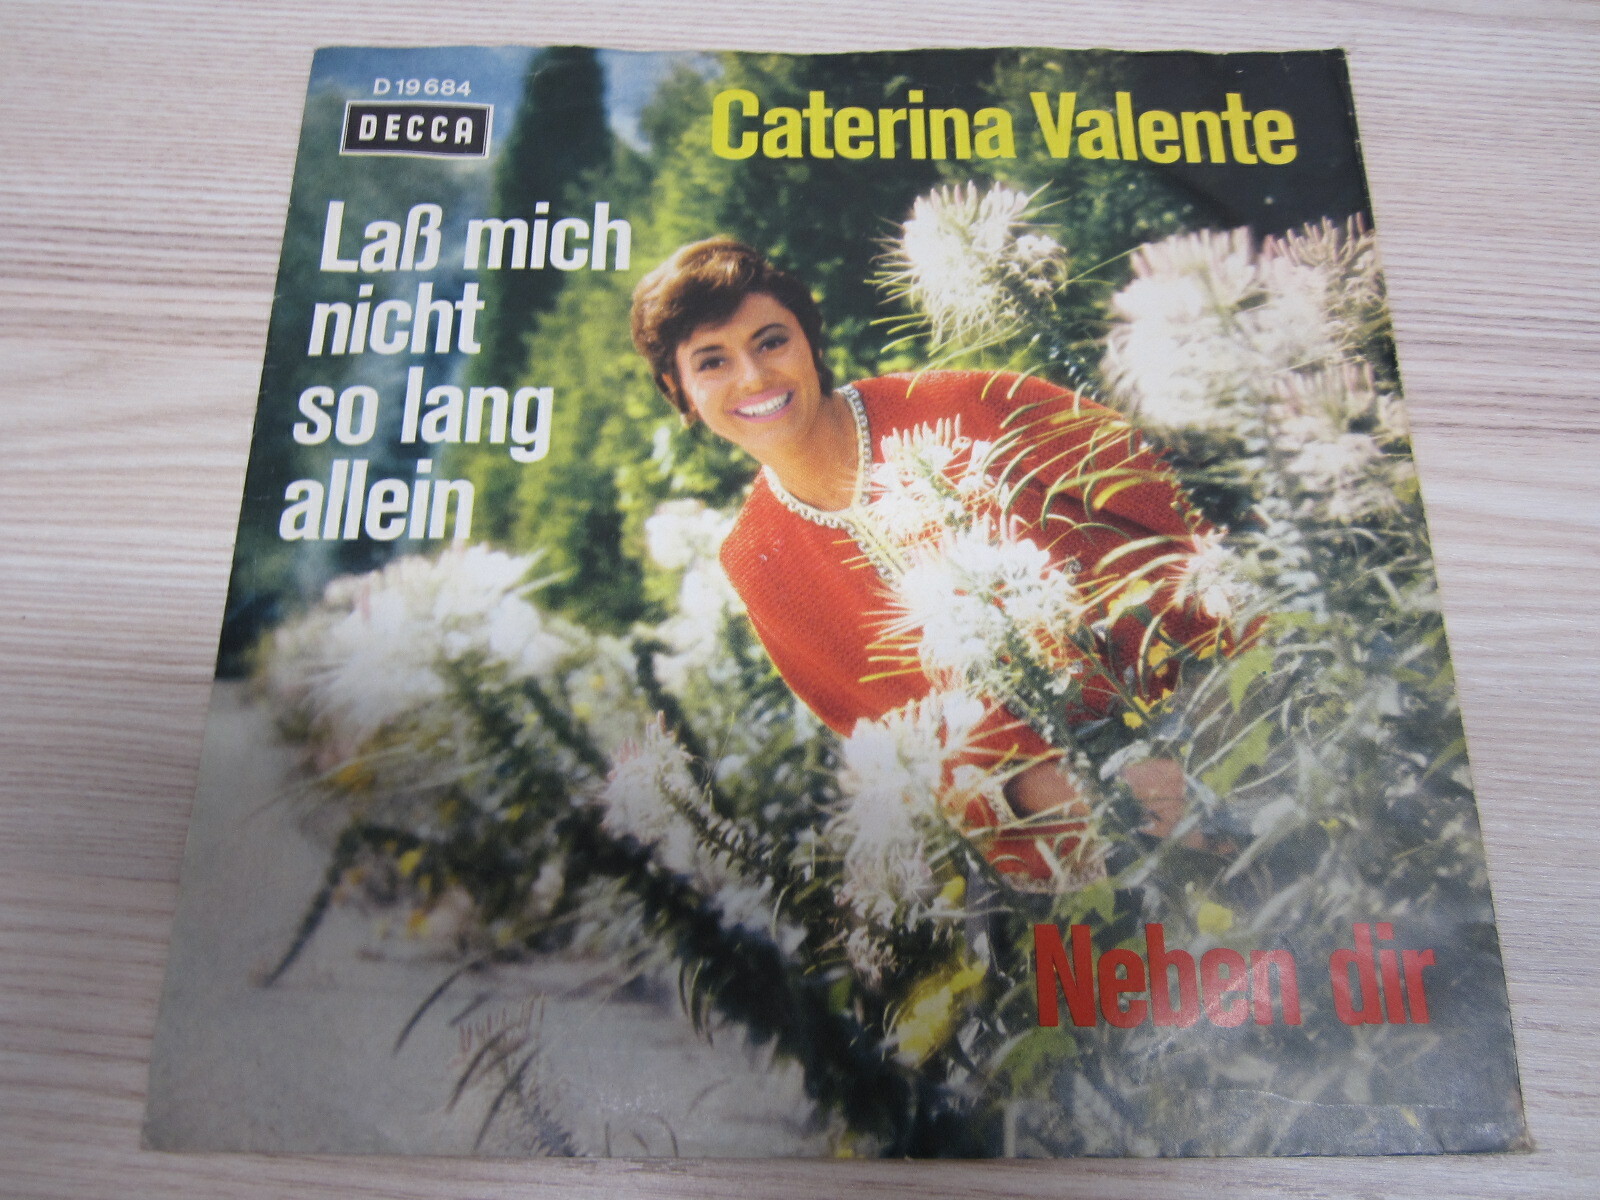 D 19 684
DECCA
Caterina Valente
Laß mich
nicht
so lang
allein
Neben dir